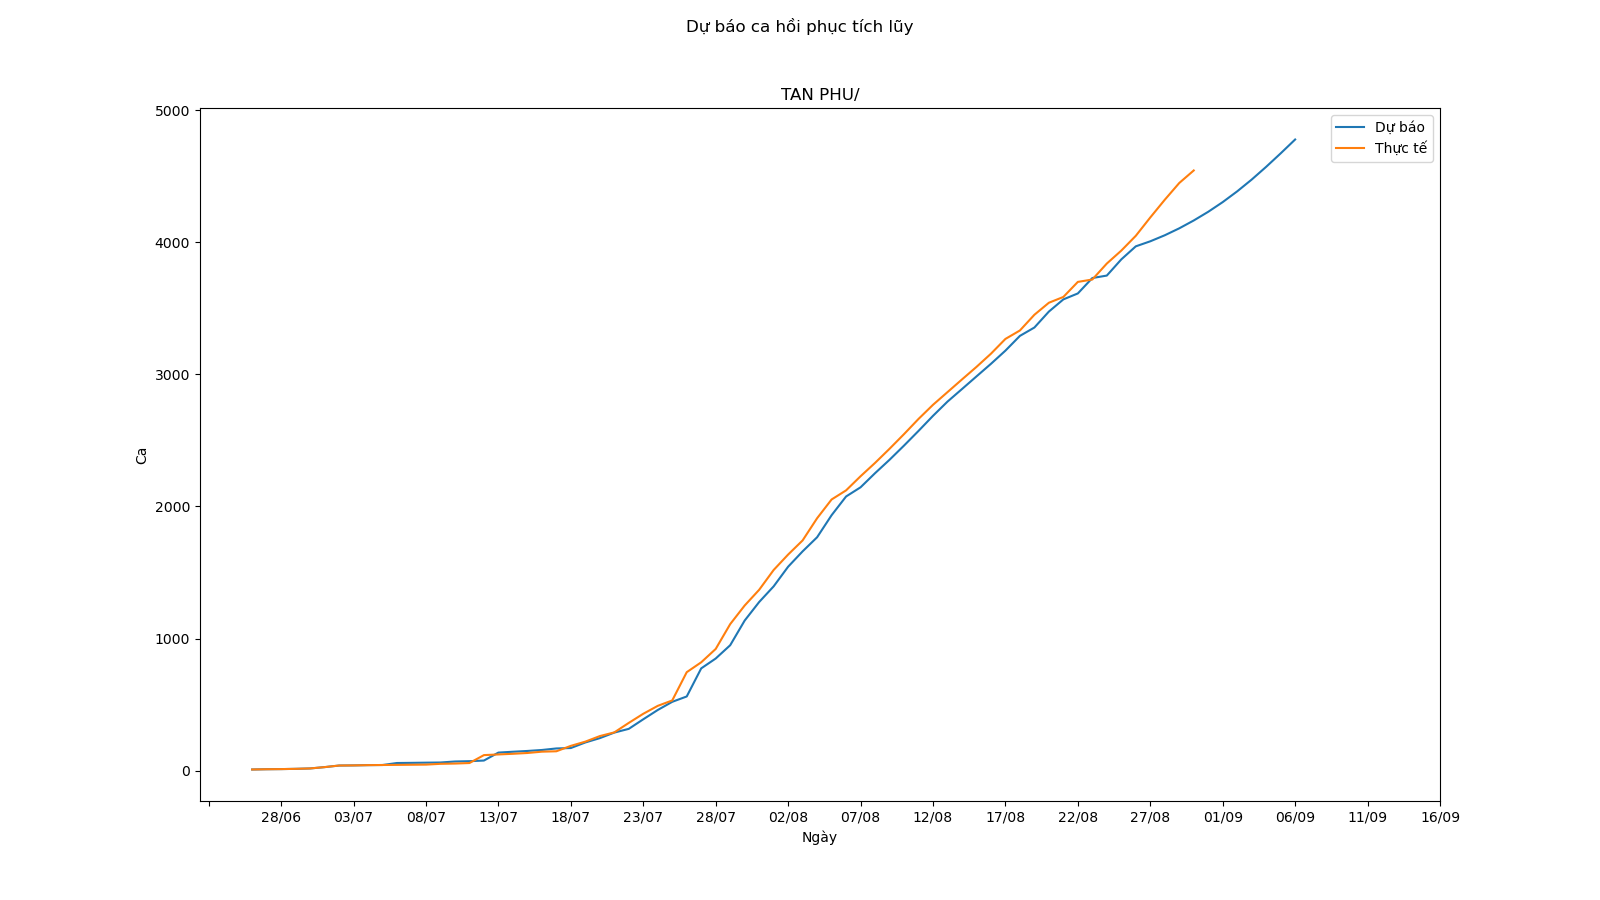 Dự báo ca hồi phục tích lũy
TAN PHU/
5000
4000
3000
2000
1000
0
Ca
Dự báo
Thực tế
28/06 03/07 08/07 13/07 18/07 23/07 28/07 02/08 07/08 12/08 17/08 22/08 27/08 01/09 06/09 11/09 16/09
Ngày